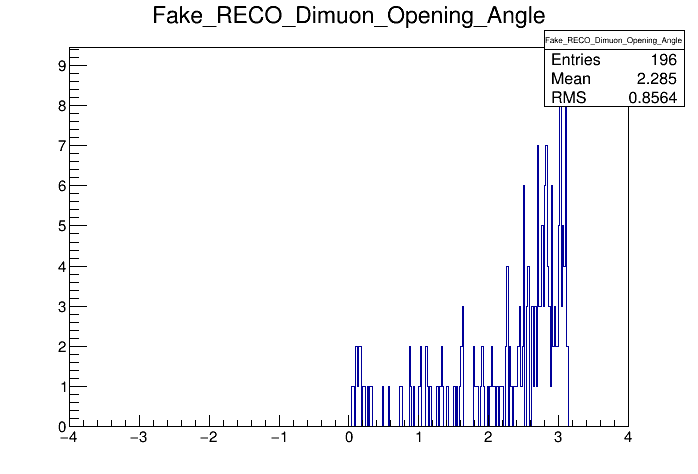 Fake_RECO_Dimuon_Opening_Angle
Fake_RECO_Dimuon_Opening_Angle
Entries 196
Mean 2.285
RMS 0.8564
9
8
7
6
5
4
3
2
1
0
−4 −3 −2 −1 0 1 2 3 4